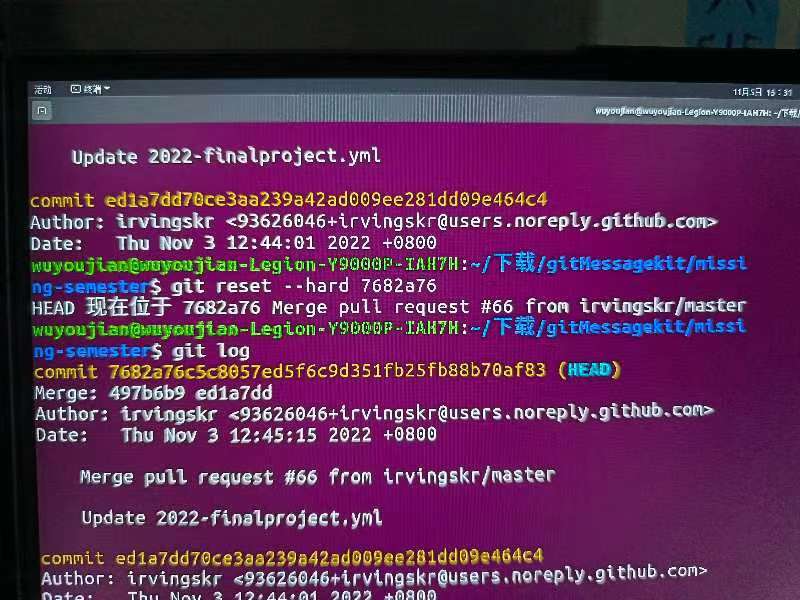 活动 终端
11月5日 16:31
wuyoujian@wuyoujian-Legion-Y9000P-IAH7H: ~/下载/
Update 2022-finalproject.yml
commit ed1a7dd70ce3aa239a42ad009ee281dd09e464c4
Author: irvingskr <93626046+irvingskr@users.noreply.github.com>
Date:   Thu Nov 3 12:44:01 2022 +0800
wuyoujian@wuyoujian-Legion-Y9000P-IAH7H:~/下载/gitMessagekit/missi
ng-semester$ git reset --hard 7682a76
HEAD 现在位于 7682a76 Merge pull request #66 from irvingskr/master
wuyoujian@wuyoujian-Legion-Y9000P-IAH7H:~/下载/gitMessagekit/missi
ng-semester$ git log
commit 7682a76c5c8057ed5f6c9d351fb25fb88b70af83 (HEAD)
Merge: 497b6b9 ed1a7dd
Author: irvingskr <93626046+irvingskr@users.noreply.github.com>
Date:   Thu Nov 3 12:45:15 2022 +0800
Merge pull request #66 from irvingskr/master
Update 2022-finalproject.yml
commit ed1a7dd70ce3aa239a42ad009ee281dd09e464c4
Author: irvingskr <93626046+irvingskr@users.noreply.github.com>
Date:   Thu Nov 3 12:44:01 2022 +0800